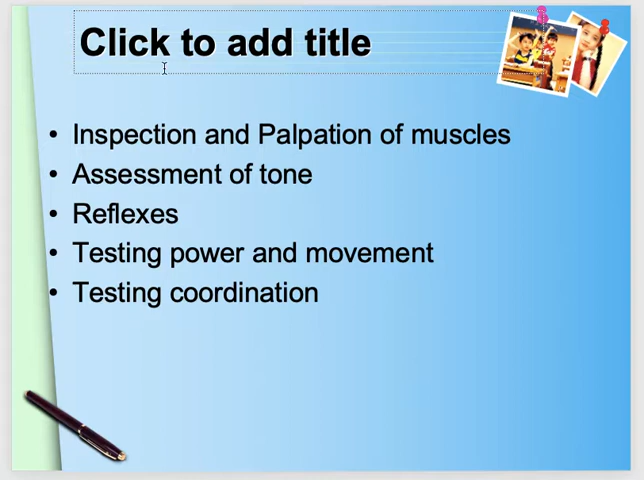 Click to add title
• Inspection and Palpation of muscles
• Assessment of tone
• Reflexes
• Testing power and movement
• Testing coordination